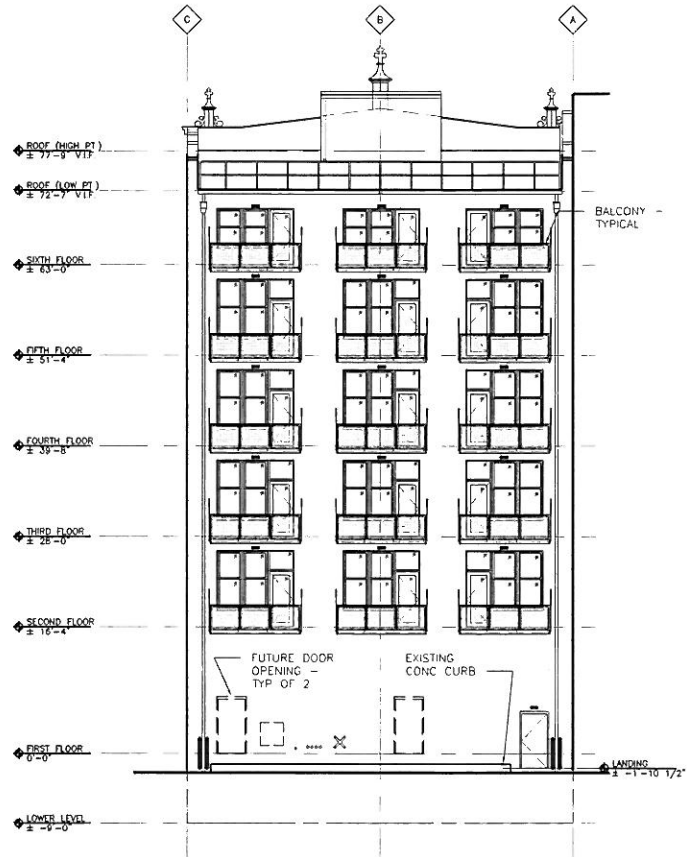 C
B
A
ROOF (HIGH PT)
± 77'-9" V.I.F.
ROOF (LOW PT)
± 72'-7" V.I.F.
BALCONY -
TYPICAL
SIXTH FLOOR
± 63'-0"
FIFTH FLOOR
± 51'-4"
FOURTH FLOOR
± 39'-8"
THIRD FLOOR
± 28'-0"
SECOND FLOOR
± 16'-4"
FUTURE DOOR
OPENING -
TYP OF 2
EXISTING
CONC CURB
FIRST FLOOR
0'-0"
LANDING
± -1'-10 1/2"
LOWER LEVEL
± -9'-0"